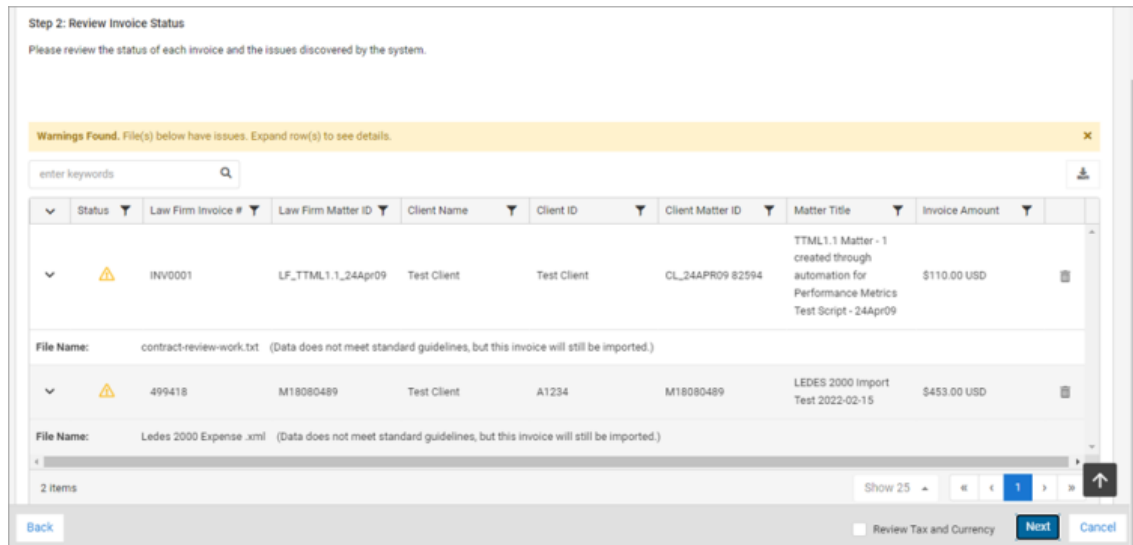 Step 2: Review Invoice Status
Please review the status of each invoice and the issues discovered by the system.
Warnings Found. File(s) below have issues. Expand row(s) to see details.
enter keywords
Status Law Firm Invoice # Law Firm Matter ID Client Name Client ID Client Matter ID Matter Title Invoice Amount
TTML1.1 Matter - 1
created through
INV0001 LF_TTML1.1_24Apr09 Test Client Test Client CL_24APR09 82594 automation for $110.00 USD
Performance Metrics
Test Script - 24Apr09
File Name: contract-review-work.txt (Data does not meet standard guidelines, but this invoice will still be imported.)
499418 M18080489 Test Client A1234 M18080489 LEDES 2000 Import $453.00 USD
Test 2022-02-15
File Name: Ledes 2000 Expense .xml (Data does not meet standard guidelines, but this invoice will still be imported.)
2 items Show 25 « ‹ 1 › »
Back Review Tax and Currency Next Cancel